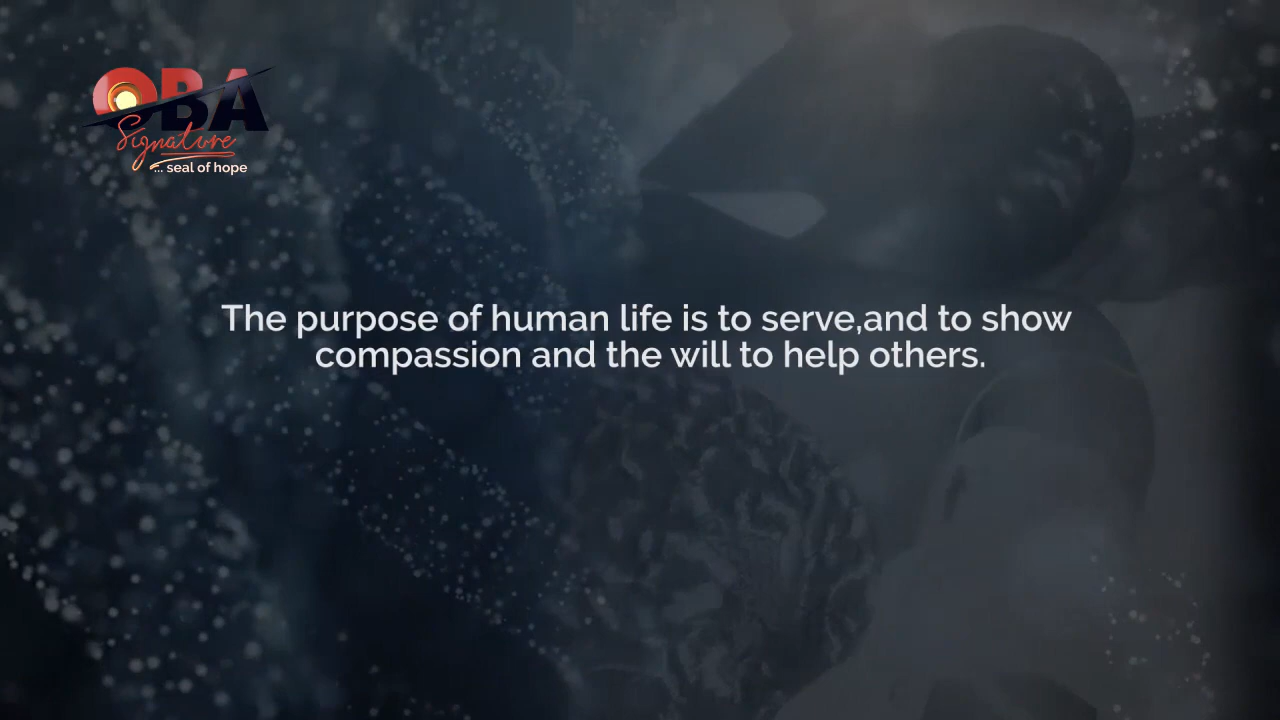 OBA
Signature
... seal of hope
The purpose of human life is to serve,and to show
compassion and the will to help others.